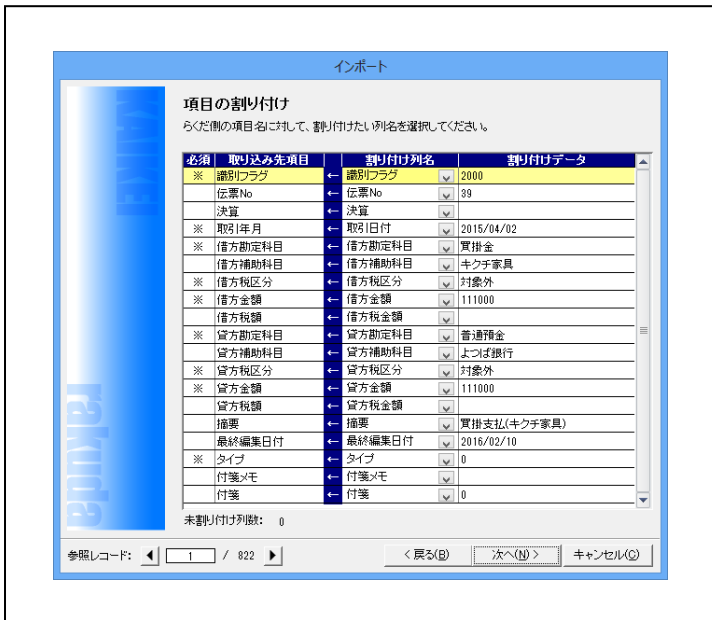 インポート
KAIKEI
rakuda
項目の割り付け
らくだ側の項目名に対して、割り付けたい列名を選択してください。
必須 取り込み先項目 割り付け列名 割り付けデータ
※ 識別フラグ ← 識別フラグ 2000
伝票No ← 伝票No 39
決算 ← 決算
※ 取引年月 ← 取引日付 2015/04/02
※ 借方勘定科目 ← 借方勘定科目 買掛金
借方補助科目 ← 借方補助科目 キクチ家具
※ 借方税区分 ← 借方税区分 対象外
※ 借方金額 ← 借方金額 111000
借方税額 ← 借方税金額
※ 貸方勘定科目 ← 貸方勘定科目 普通預金
貸方補助科目 ← 貸方補助科目 よつば銀行
※ 貸方税区分 ← 貸方税区分 対象外
※ 貸方金額 ← 貸方金額 111000
貸方税額 ← 貸方税金額
摘要 ← 摘要 買掛支払(キクチ家具)
最終編集日付 ← 最終編集日付 2016/02/10
※ タイプ ← タイプ 0
付箋メモ ← 付箋メモ
付箋 ← 付箋 0
未割り付け列数: 0
参照レコード: 1 / 822 <戻る(B) 次へ(N)> キャンセル(C)